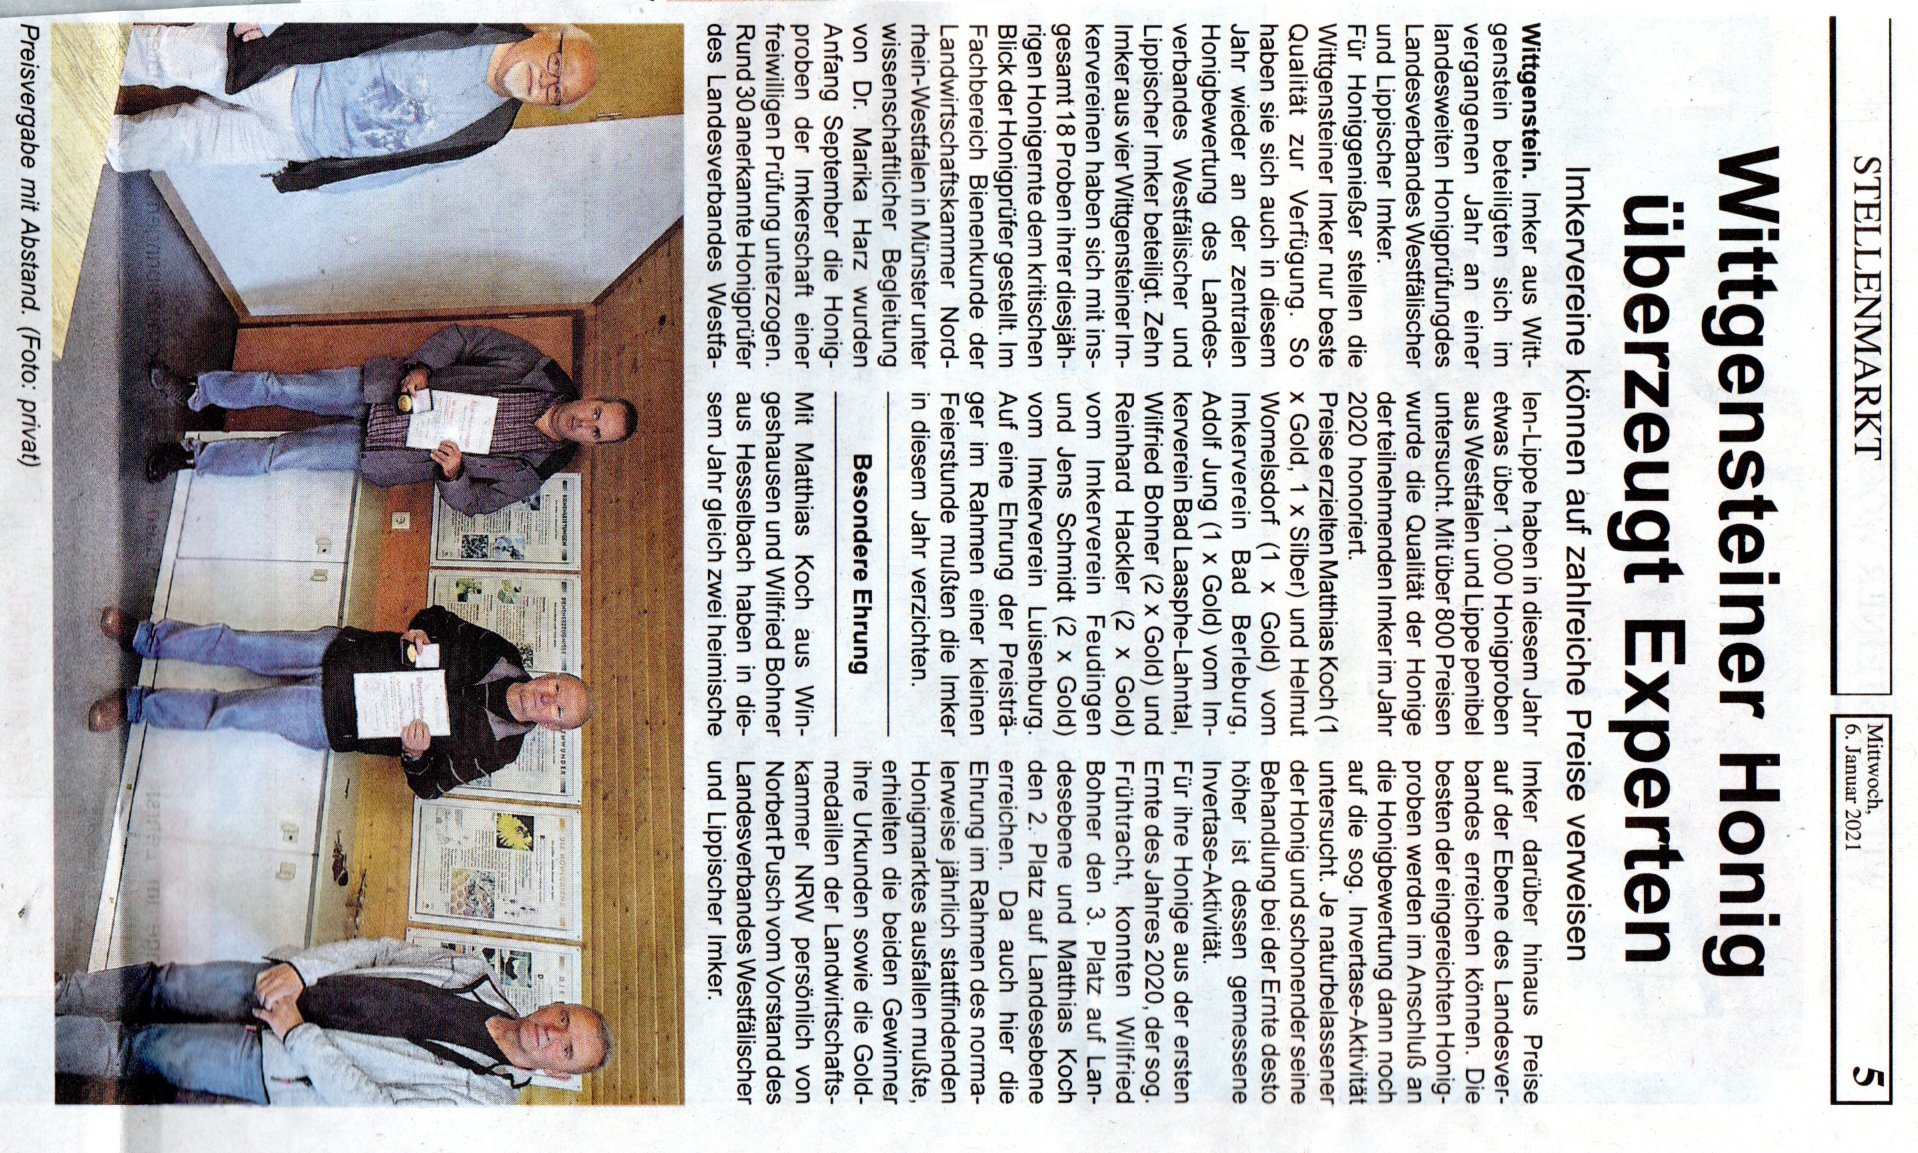 STELLENMARKT
Mittwoch,
6. Januar 2021
5
Wittgensteiner Honig
überzeugt Experten
Imkervereine können auf zahlreiche Preise verweisen
Wittgenstein. Imker aus Witt-
genstein beteiligten sich im
vergangenen Jahr an einer
landesweiten Honigprüfung des
Landesverbandes Westfälischer
und Lippischer Imker.
Für Honiggenießer stellen die
Wittgensteiner Imker nur beste
Qualität zur Verfügung. So
haben sie sich auch in diesem
Jahr wieder an der zentralen
Honigbewertung des Landes-
verbandes Westfälischer und
Lippischer Imker beteiligt. Zehn
Imker aus vier Wittgensteiner Im-
kervereinen haben sich mit ins-
gesamt 18 Proben ihrer diesjäh-
rigen Honigernte dem kritischen
Blick der Honigprüfer gestellt. Im
Fachbereich Bienenkunde der
Landwirtschaftskammer Nord-
rhein-Westfalen in Münster unter
wissenschaftlicher Begleitung
von Dr. Marika Harz wurden
Anfang September die Honig-
proben der Imkerschaft einer
freiwilligen Prüfung unterzogen.
Rund 30 anerkannte Honigprüfer
des Landesverbandes Westfa-
len-Lippe haben in diesem Jahr
etwas über 1.000 Honigproben
aus Westfalen und Lippe penibel
untersucht. Mit über 800 Preisen
wurde die Qualität der Honige
der teilnehmenden Imker im Jahr
2020 honoriert.
Preise erzielten Matthias Koch (1
x Gold, 1 x Silber) und Helmut
Womelsdorf (1 x Gold) vom
Imkerverein Bad Berleburg,
Adolf Jung (1 x Gold) vom Im-
kerverein Bad Laasphe-Lahntal,
Wilfried Bohner (2 x Gold) und
Reinhard Hackler (2 x Gold)
vom Imkerverein Feudingen
und Jens Schmidt (2 x Gold)
vom Imkerverein Luisenburg.
Auf eine Ehrung der Preisträ-
ger im Rahmen einer kleinen
Feierstunde mußten die Imker
in diesem Jahr verzichten.
Besondere Ehrung
Mit Matthias Koch aus Win-
geshausen und Wilfried Bohner
aus Hesselbach haben in die-
sem Jahr gleich zwei heimische
Imker darüber hinaus Preise
auf der Ebene des Landesver-
bandes erreichen können. Die
besten der eingereichten Honig-
proben werden im Anschluß an
die Honigbewertung dann noch
auf die sog. Invertase-Aktivität
untersucht. Je naturbelassener
der Honig und schonender seine
Behandlung bei der Ernte desto
höher ist dessen gemessene
Invertase-Aktivität.
Für ihre Honige aus der ersten
Ernte des Jahres 2020, der sog.
Frühtracht, konnten Wilfried
Bohner den 3. Platz auf Lan-
desebene und Matthias Koch
den 2. Platz auf Landesebene
erreichen. Da auch hier die
Ehrung im Rahmen des norma-
lerweise jährlich stattfindenden
Honigmarktes ausfallen mußte,
erhielten die beiden Gewinner
ihre Urkunden sowie die Gold-
medaillen der Landwirtschafts-
kammer NRW persönlich von
Norbert Pusch vom Vorstand des
Landesverbandes Westfälischer
und Lippischer Imker.
Preisvergabe mit Abstand. (Foto: privat)